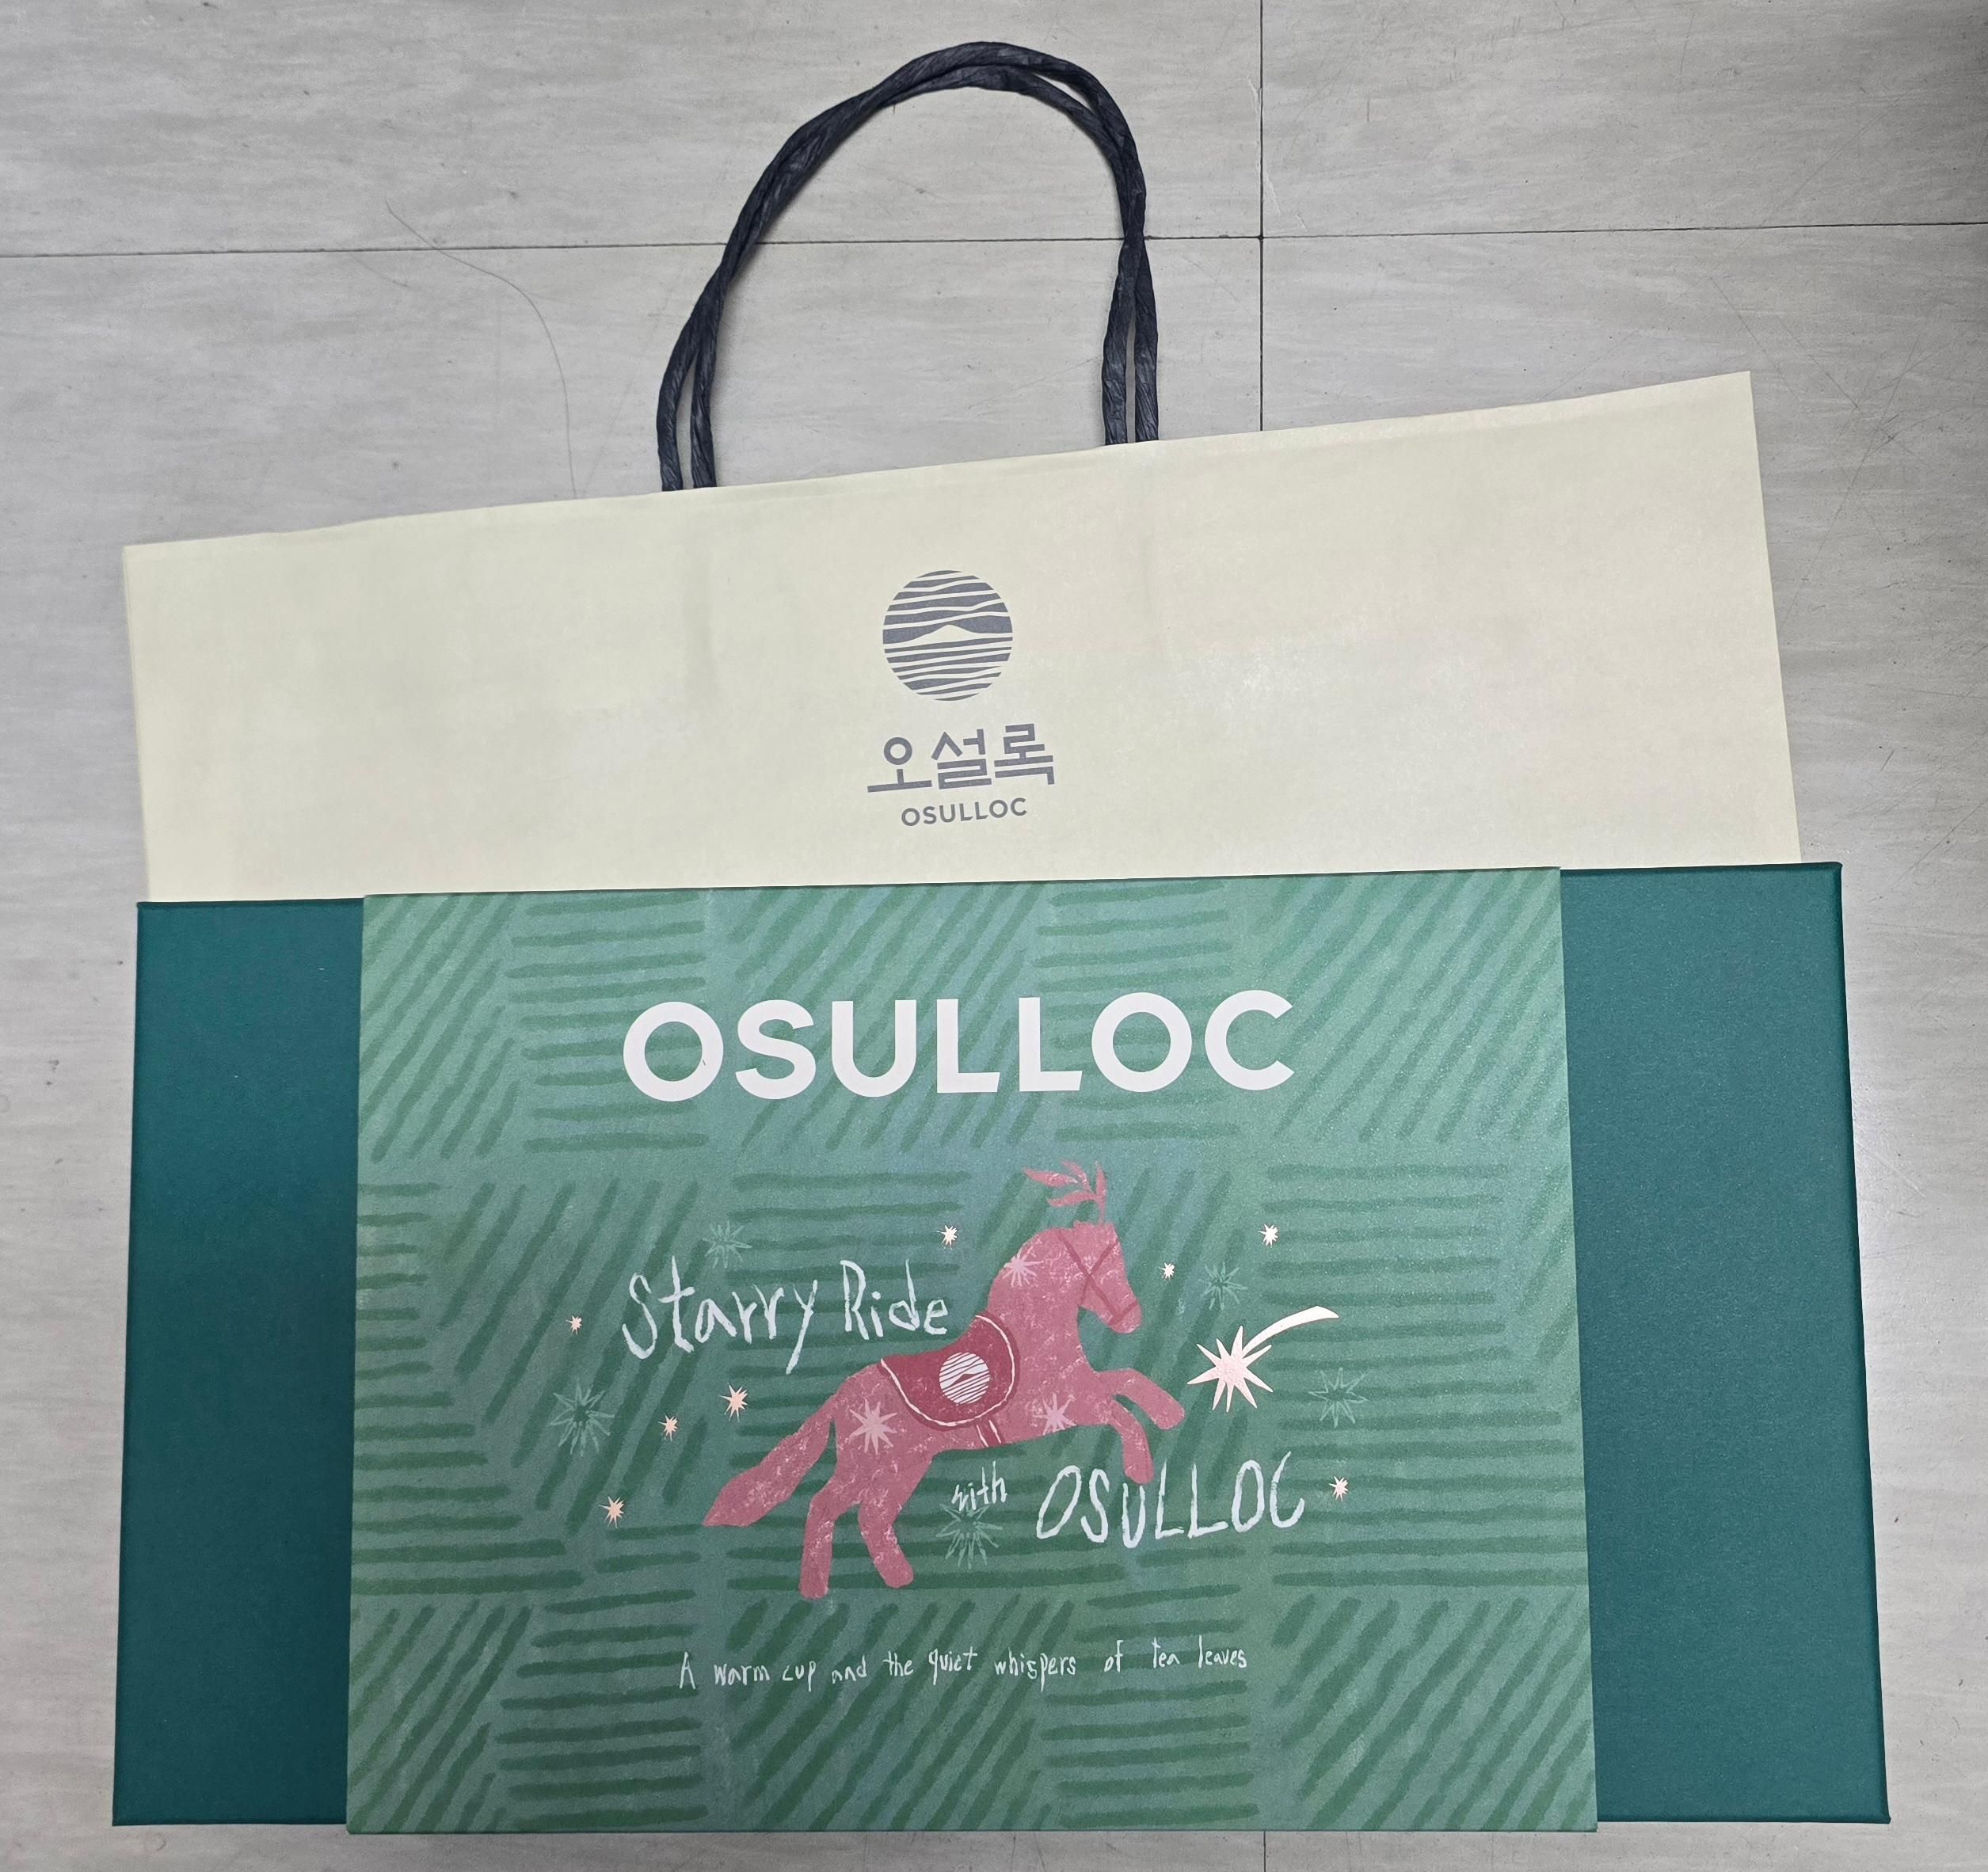 오설록
OSULLOC
OSULLOC
Starry Ride
with OSULLOC
A warm cup and the quiet whispers of tea leaves